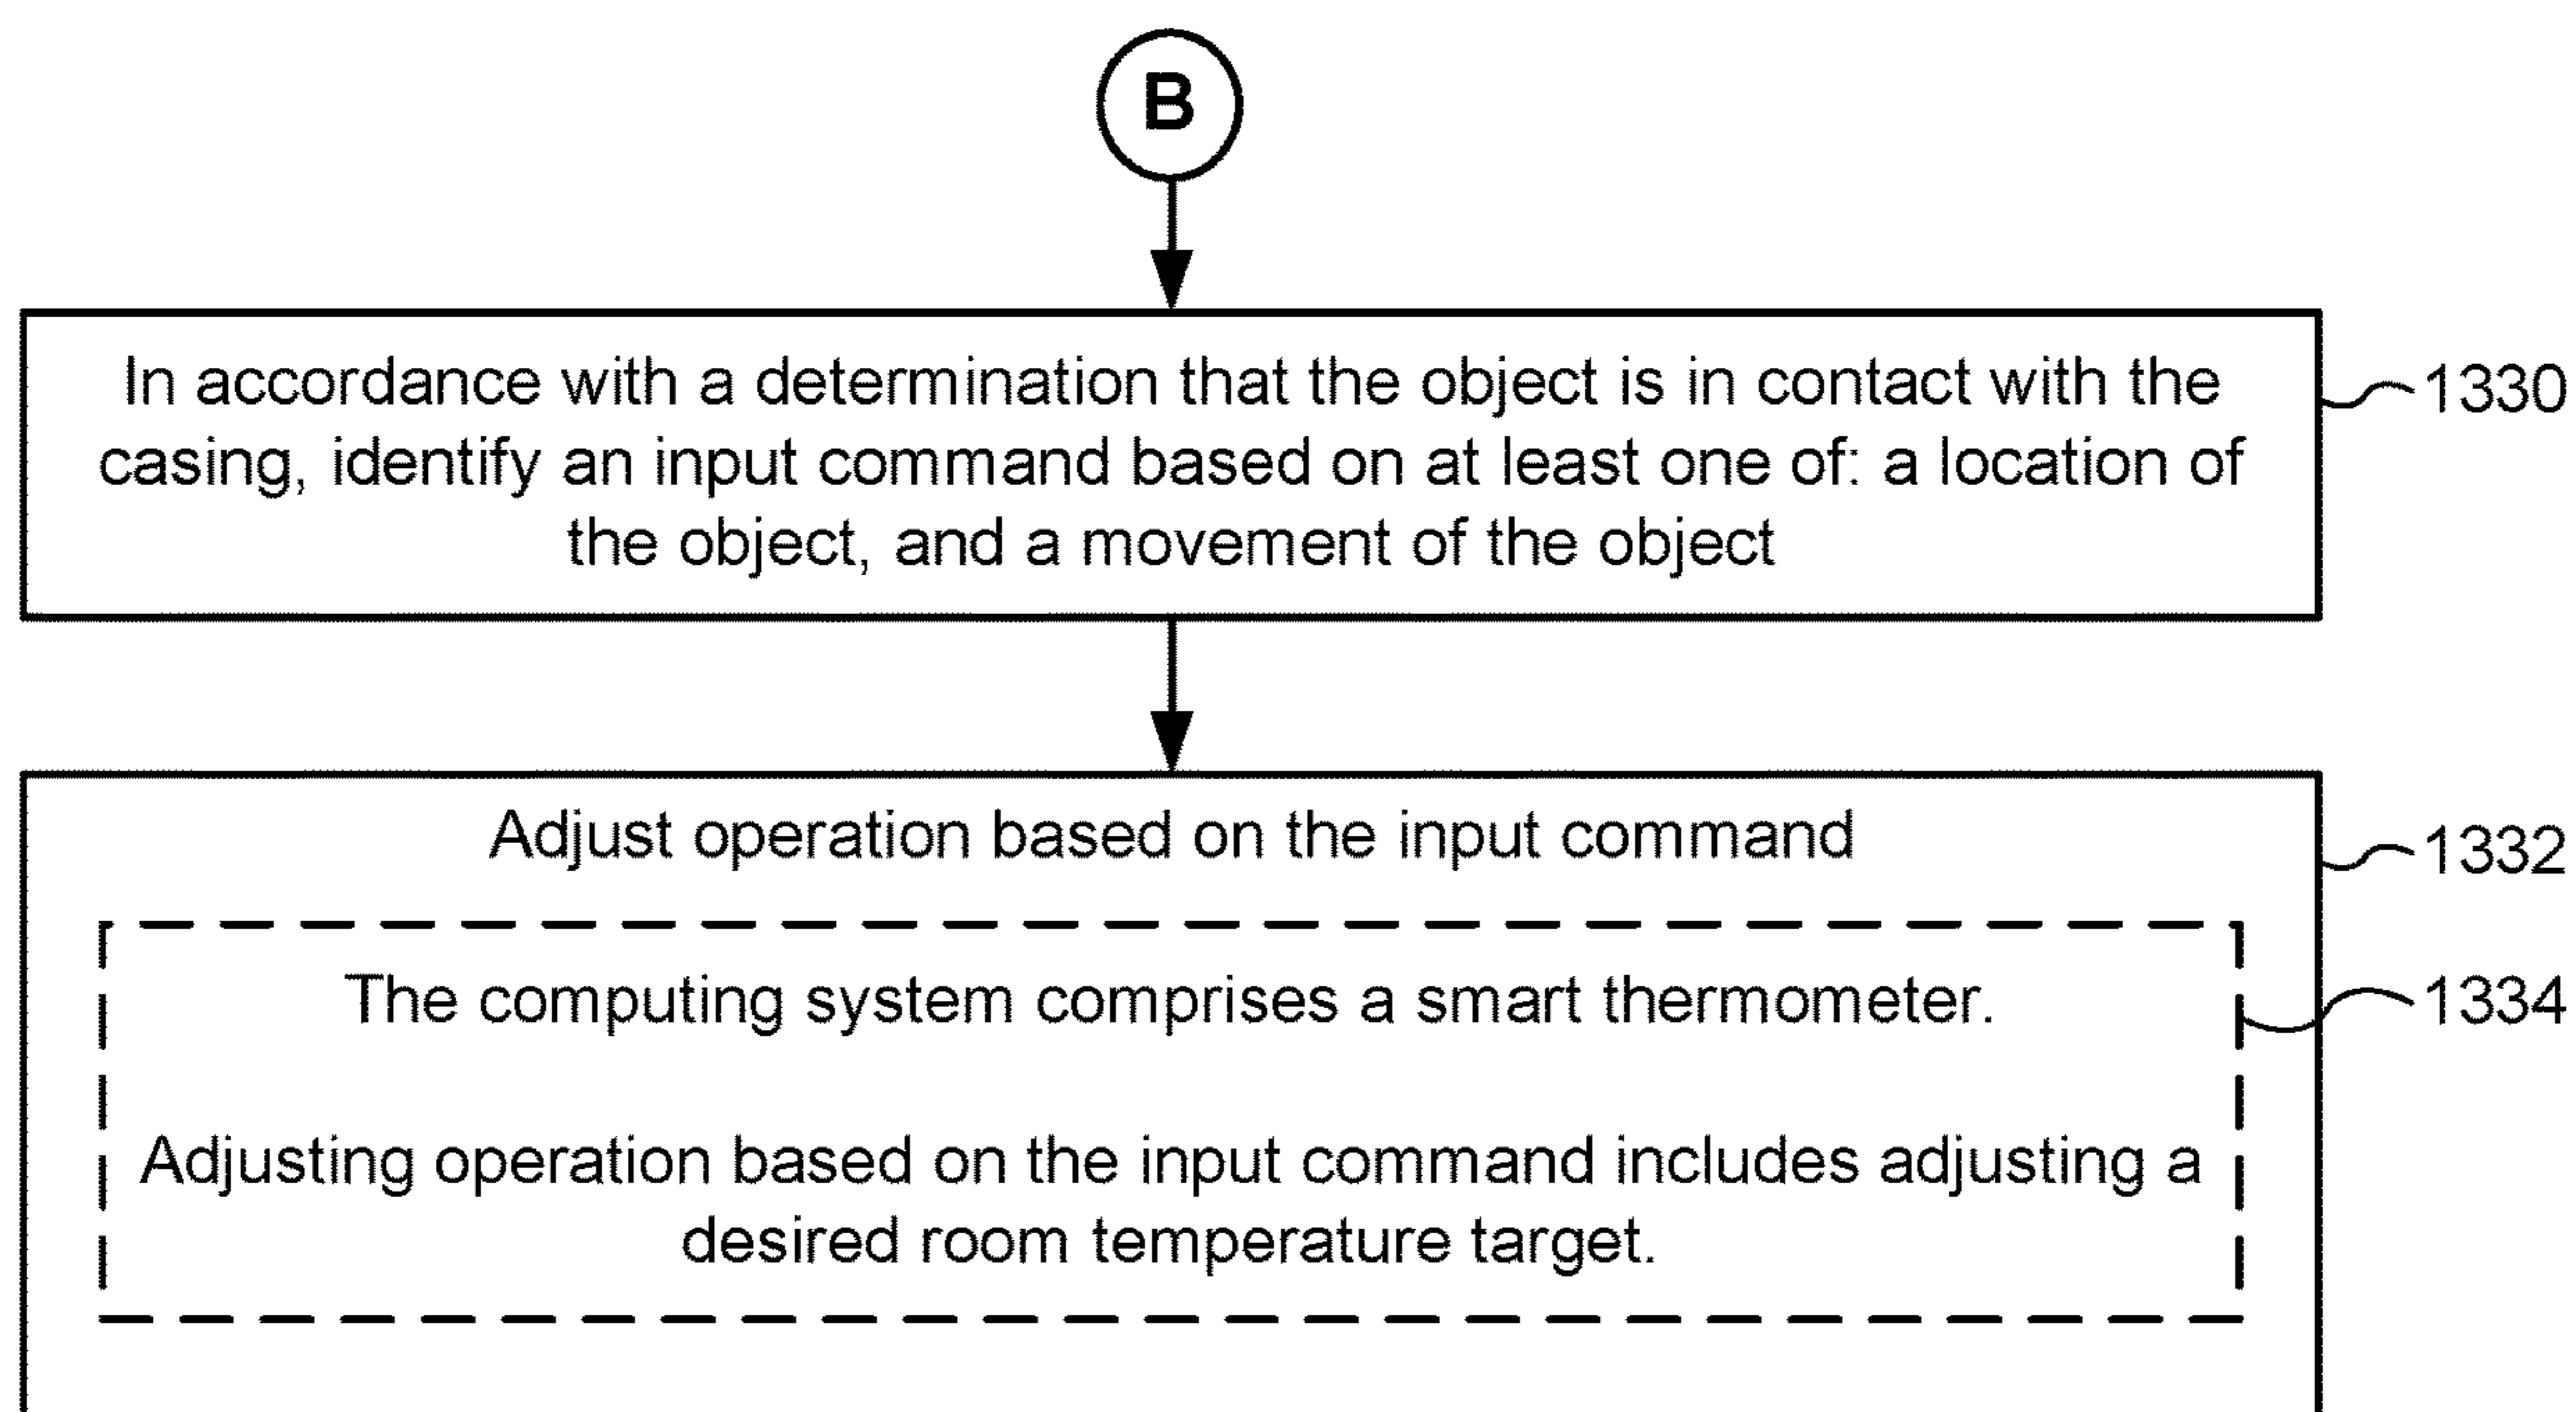 B
In accordance with a determination that the object is in contact with the
casing, identify an input command based on at least one of: a location of
the object, and a movement of the object
1330
Adjust operation based on the input command
1332
The computing system comprises a smart thermometer.
1334
Adjusting operation based on the input command includes adjusting a
desired room temperature target.